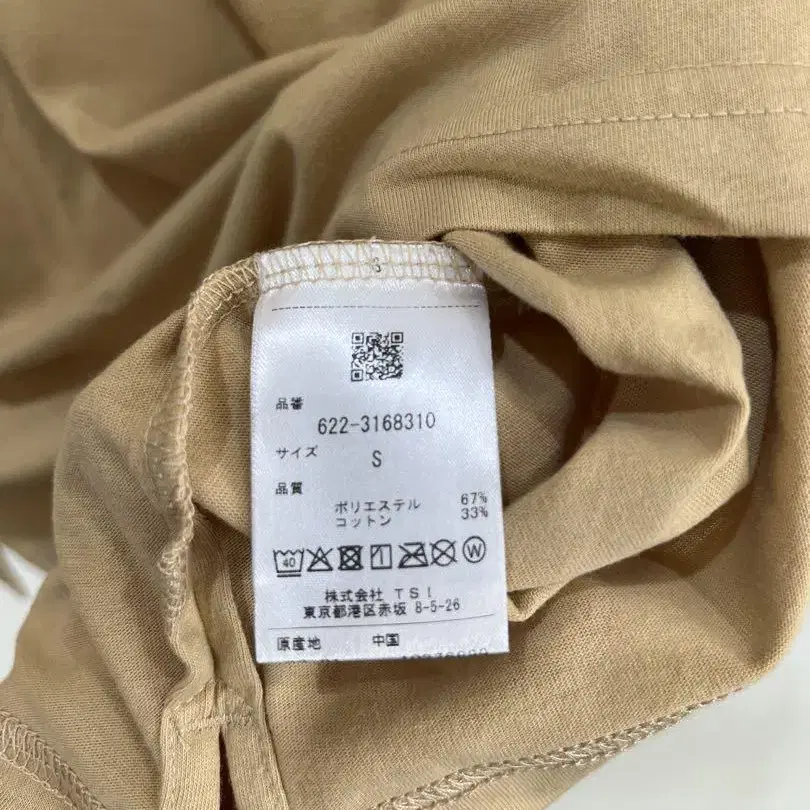 S
品番
622-3168310
サイズ
S
品質
ポリエステル 67%
コットン 33%
40 W
株式会社 TSI
東京都港区赤坂 8-5-26
原産地 中国